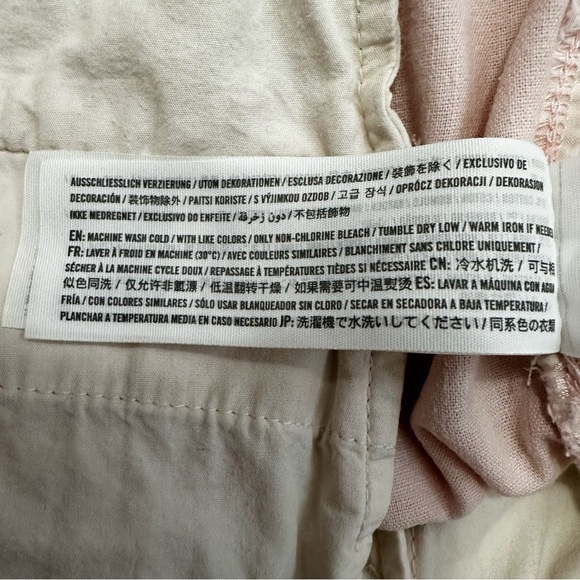 AUSSCHLIESSLICH VERZIERUNG / UTOM DEKORATIONEN / ESCLUSA DECORAZIONE / 装飾を除く / EXCLUSIVO DE
DECORACIÓN / 装饰物除外 / PAITSI KORISTE / S VÝJIMKOU OZDOB / 고급 장식 / OPRÓCZ DEKORACJI / DEKORASJON
IKKE MEDREGNET / EXCLUSIVO DO ENFEITE / دون زخرفة / 不包括飾物
EN: MACHINE WASH COLD / WITH LIKE COLORS / ONLY NON-CHLORINE BLEACH / TUMBLE DRY LOW / WARM IRON IF NEEDED
FR: LAVER À FROID EN MACHINE (30°C) / AVEC COULEURS SIMILAIRES / BLANCHIMENT SANS CHLORE UNIQUEMENT /
SÉCHER À LA MACHINE CYCLE DOUX / REPASSAGE À TEMPÉRATURES TIÈDES SI NÉCESSAIRE CN: 冷水机洗 / 可与相
似色同洗 / 仅允许非氯漂 / 低温翻转干燥 / 如果需要可中温熨烫 ES: LAVAR A MÁQUINA CON AGUA
FRÍA / CON COLORES SIMILARES / SÓLO USAR BLANQUEADOR SIN CLORO / SECAR EN SECADORA A BAJA TEMPERATURA /
PLANCHAR A TEMPERATURA MEDIA EN CASO NECESARIO JP: 洗濯機で水洗いしてください / 同系色の衣類